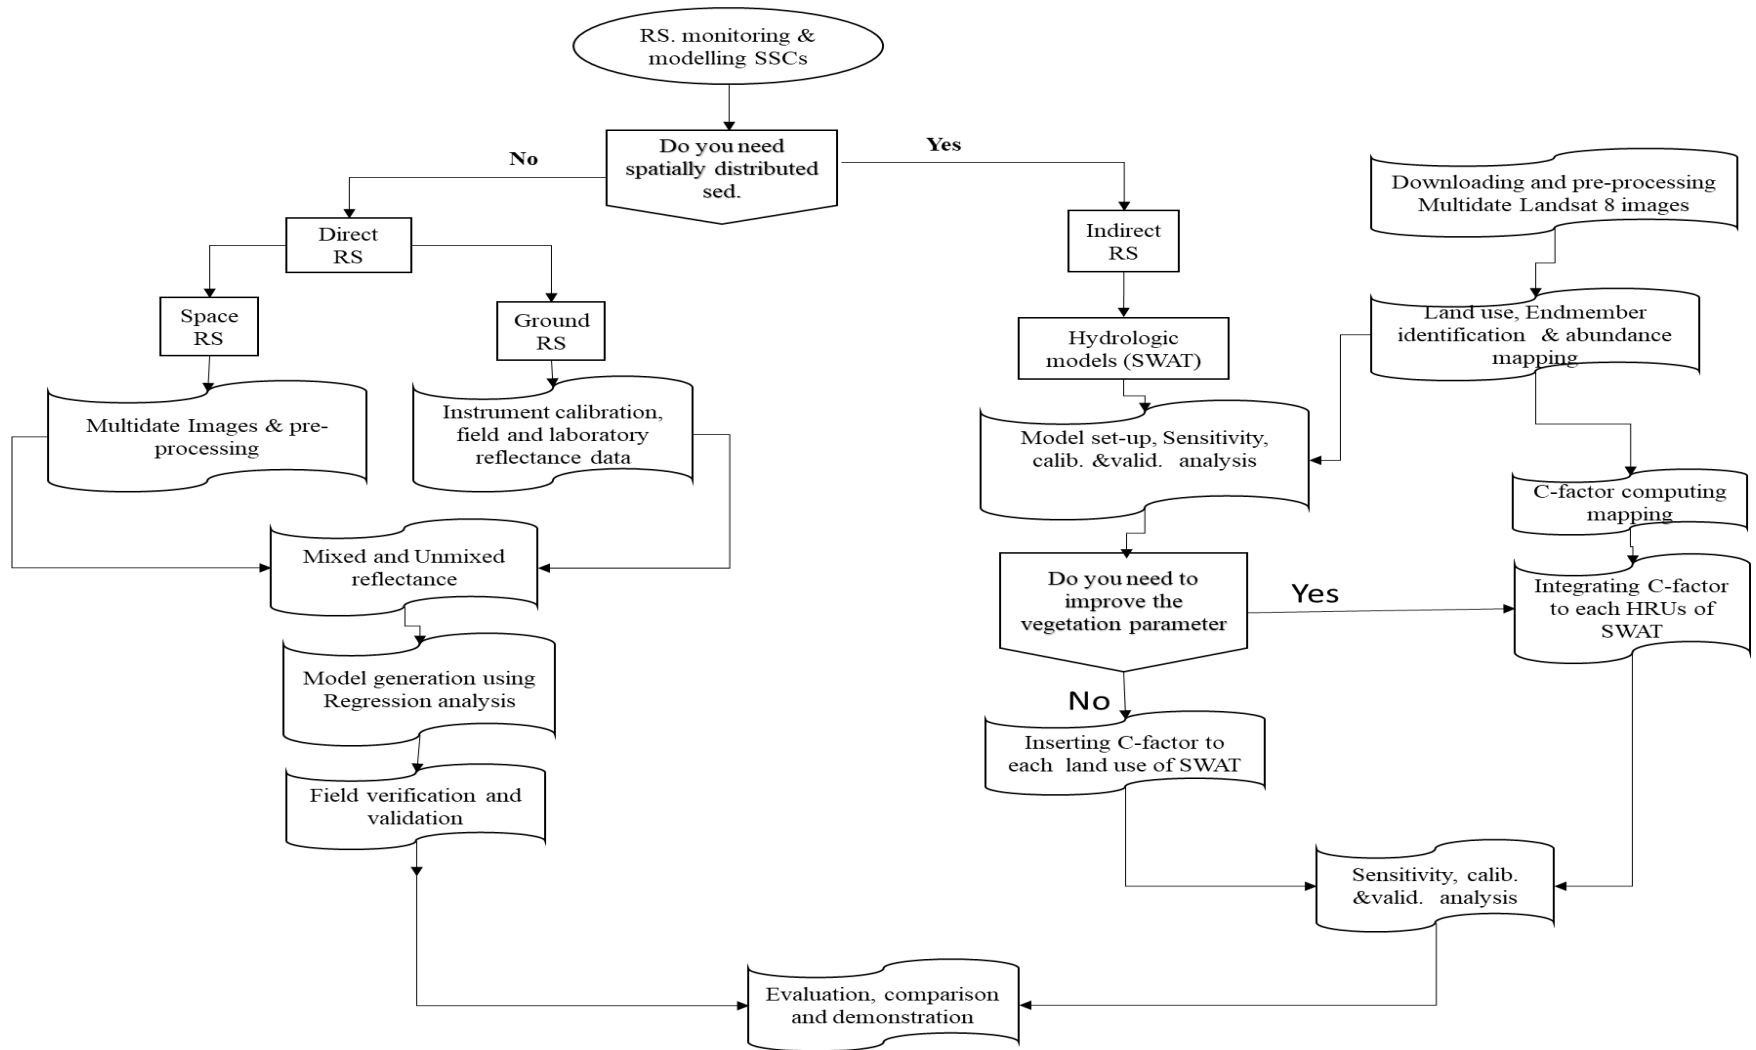 RS. monitoring &
modelling SSCs
Do you need
spatially distributed
sed.
No
Yes
Downloading and pre-processing
Multidate Landsat 8 images
Direct
RS
Indirect
RS
Space
RS
Ground
RS
Hydrologic
models (SWAT)
Land use, Endmember
identification & abundance
mapping
Multidate Images & pre-
processing
Instrument calibration,
field and laboratory
reflectance data
Model set-up, Sensitivity,
calib. &valid. analysis
C-factor computing
mapping
Mixed and Unmixed
reflectance
Do you need to
improve the
vegetation parameter
Yes
Integrating C-factor
to each HRUs of
SWAT
Model generation using
Regression analysis
No
Inserting C-factor to
each land use of SWAT
Field verification and
validation
Sensitivity, calib.
&valid. analysis
Evaluation, comparison
and demonstration